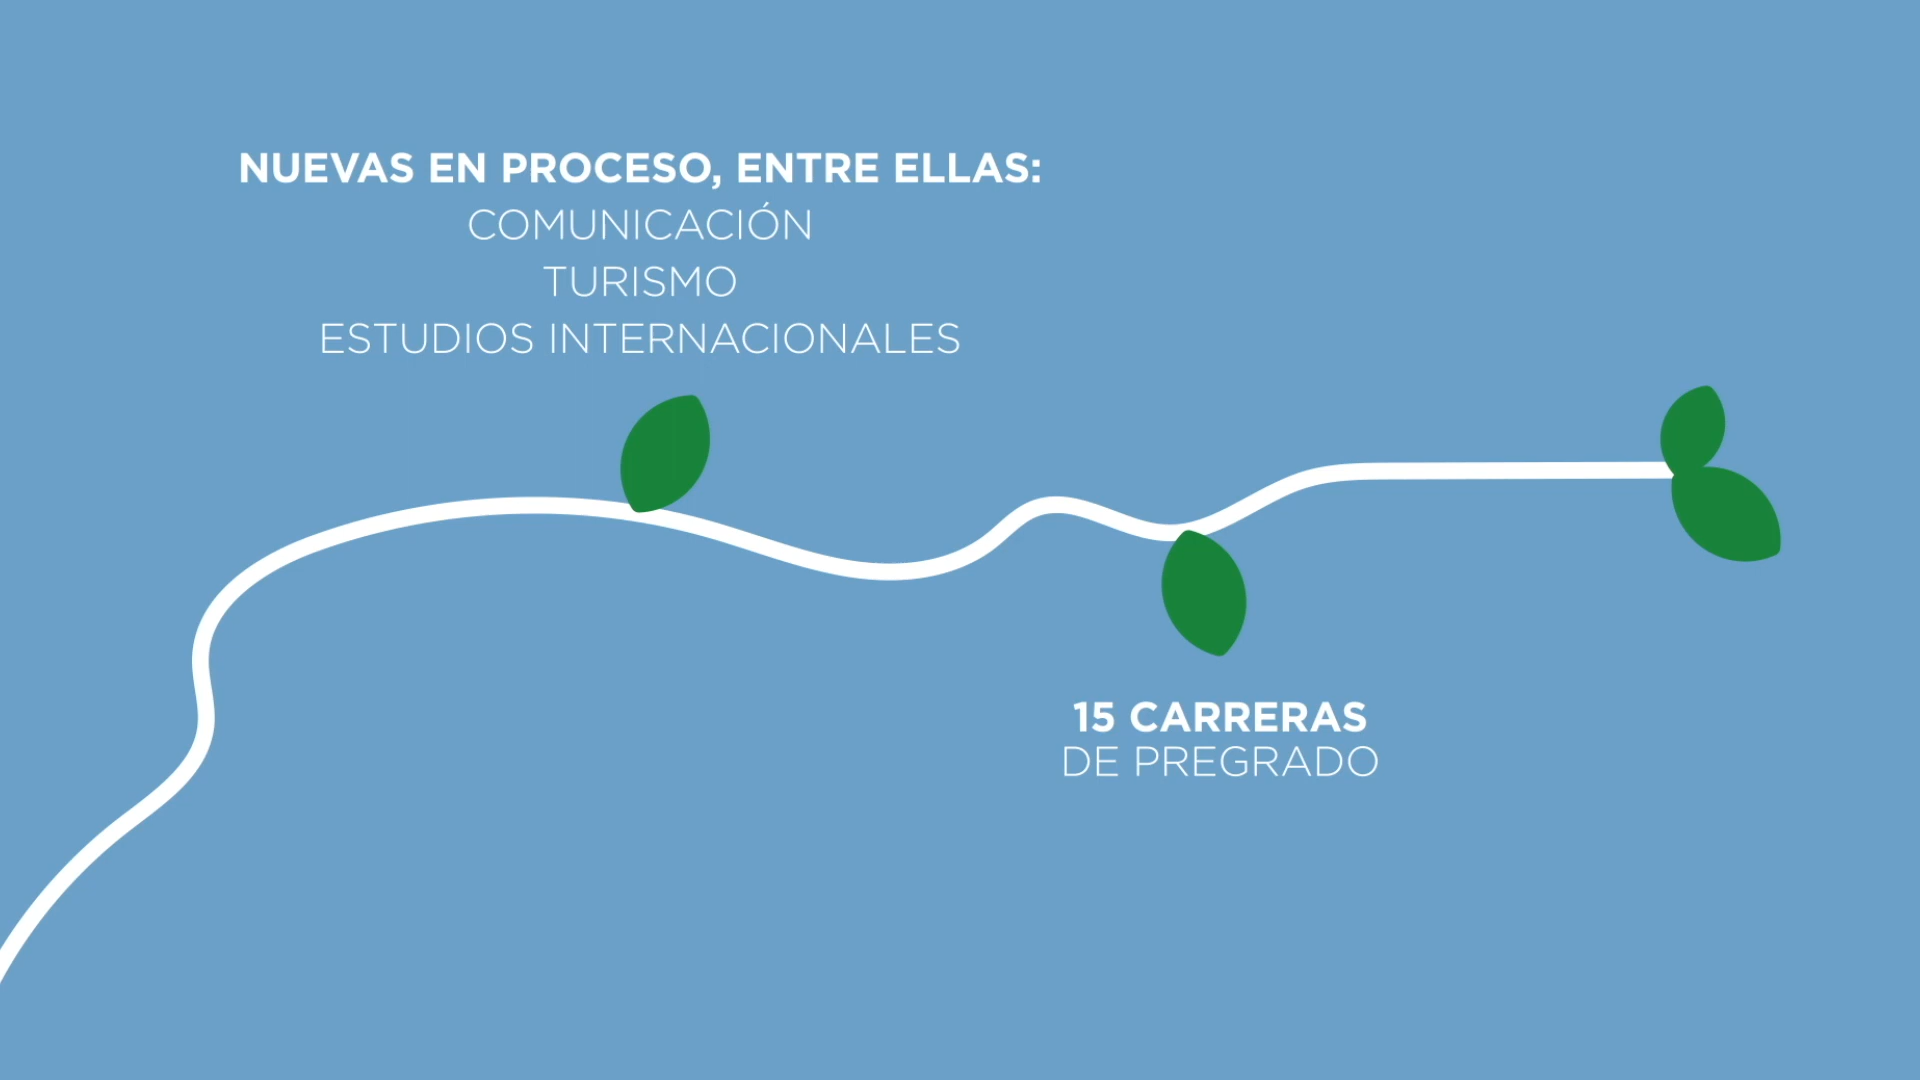 NUEVAS EN PROCESO, ENTRE ELLAS:
COMUNICACIÓN
TURISMO
ESTUDIOS INTERNACIONALES
15 CARRERAS
DE PREGRADO